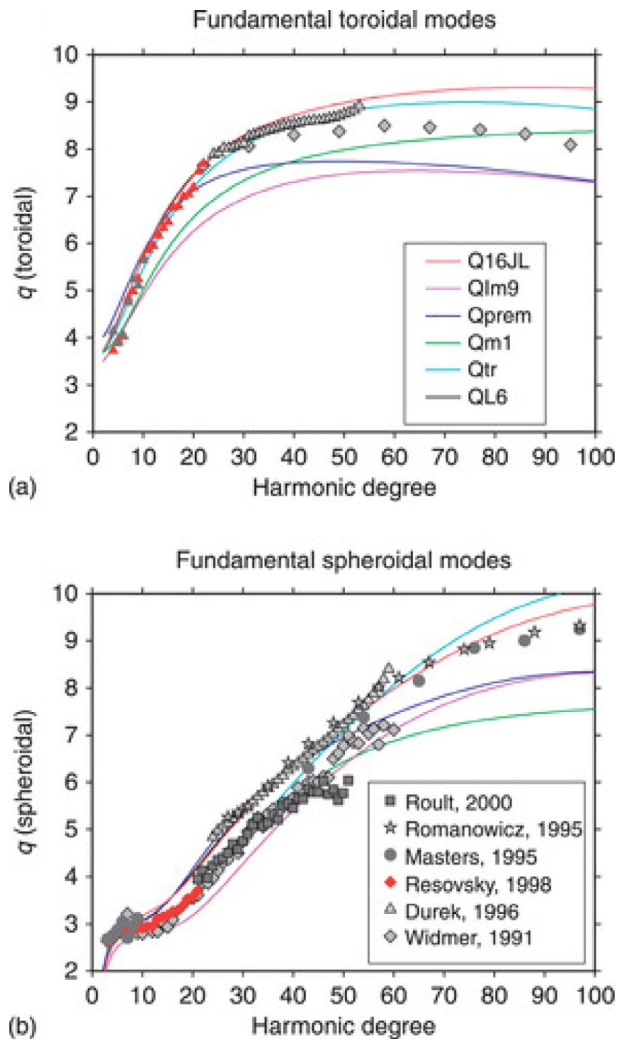 Fundamental toroidal modes
10
9
8
7
6
5
4
3
2
q (toroidal)
Q16JL
Qlm9
Qprem
Qm1
Qtr
QL6
0 10 20 30 40 50 60 70 80 90 100
(a)
Harmonic degree
Fundamental spheroidal modes
10
9
8
7
6
5
4
3
2
q (spheroidal)
Roult, 2000
Romanowicz, 1995
Masters, 1995
Resovsky, 1998
Durek, 1996
Widmer, 1991
0 10 20 30 40 50 60 70 80 90 100
(b)
Harmonic degree